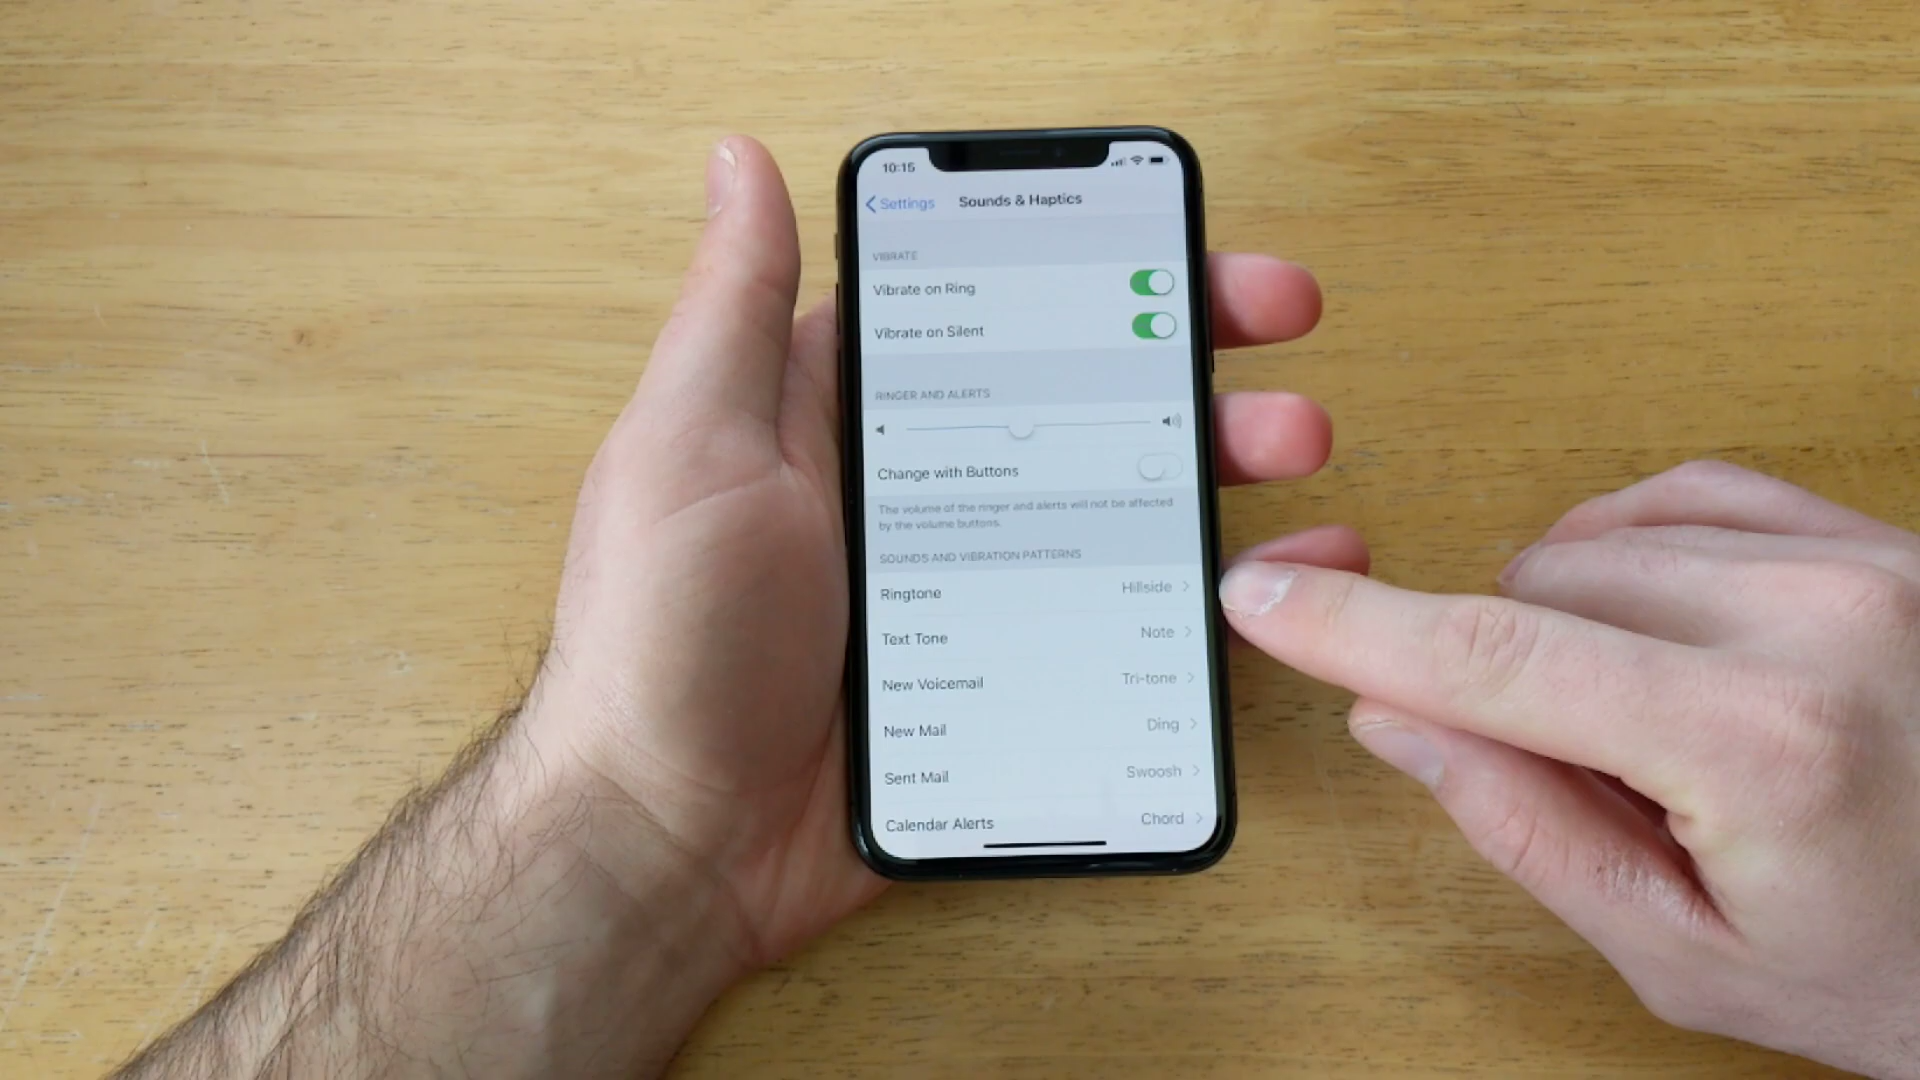 10:15
Settings
Sounds & Haptics
VIBRATE
Vibrate on Ring
Vibrate on Silent
RINGER AND ALERTS
Change with Buttons
The volume of the ringer and alerts will not be affected
by the volume buttons.
SOUNDS AND VIBRATION PATTERNS
Ringtone Hillside
Text Tone Note
New Voicemail Tri-tone
New Mail Ding
Sent Mail Swoosh
Calendar Alerts Chord